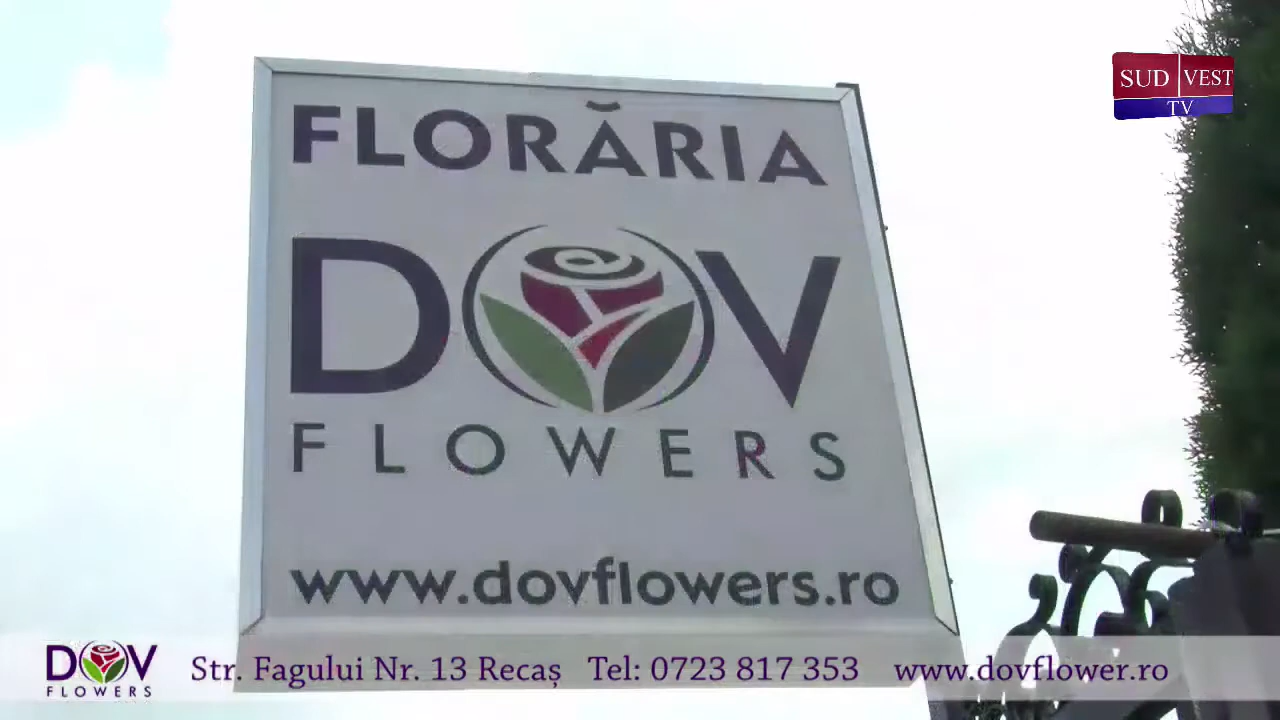 SUD VEST
TV
FLORĂRIA
DOV
FLOWERS
www.dovflowers.ro
DOV
FLOWERS
Str. Fagului Nr. 13 Recaș Tel: 0723 817 353 www.dovflower.ro